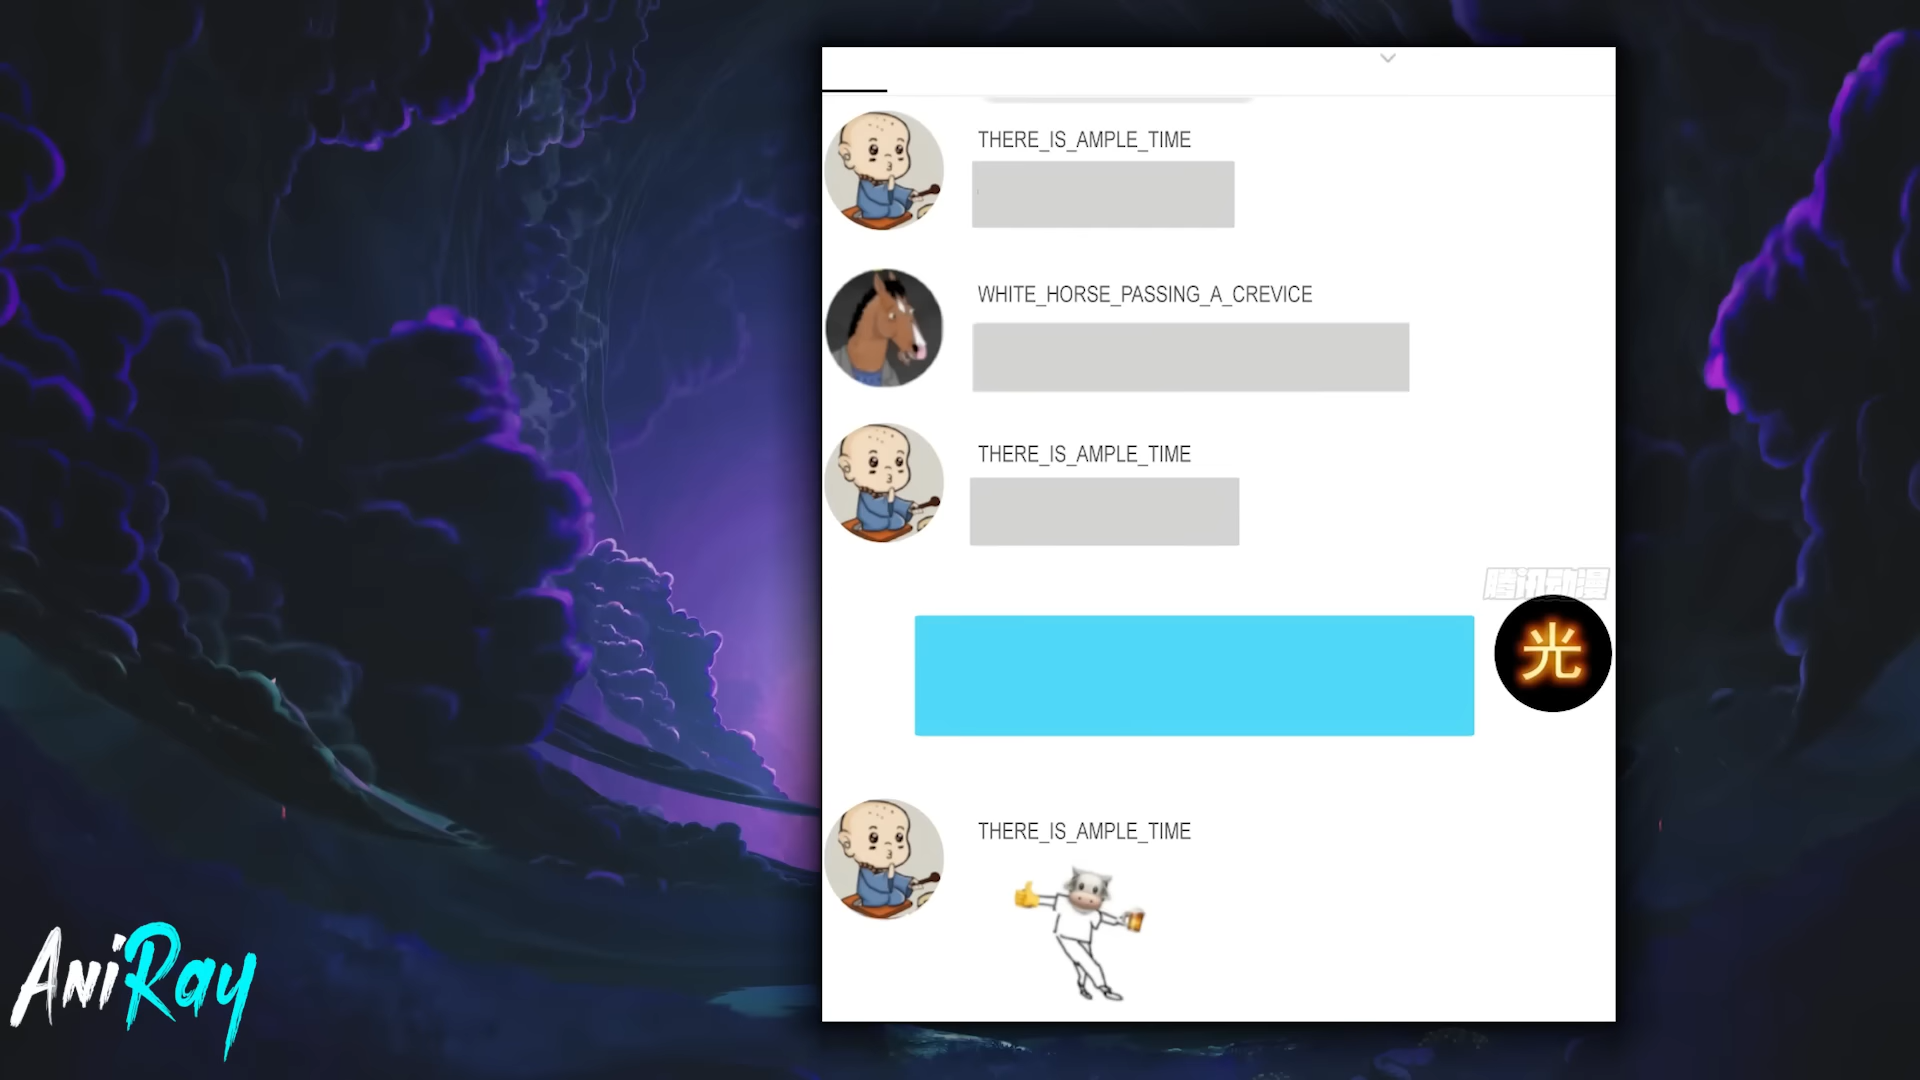 THERE_IS_AMPLE_TIME
WHITE_HORSE_PASSING_A_CREVICE
THERE_IS_AMPLE_TIME
腾讯动漫
光
THERE_IS_AMPLE_TIME
AniRay